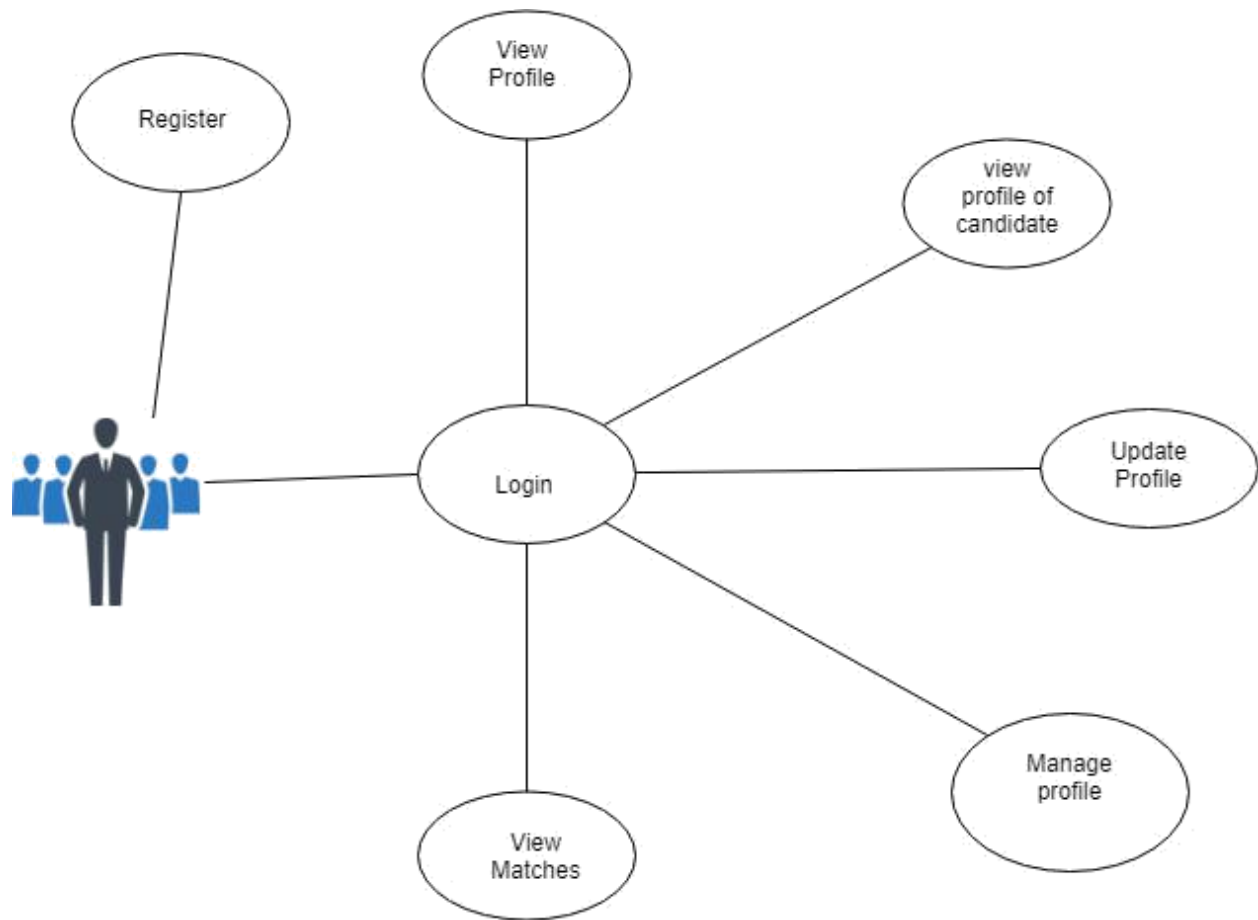 View
Profile
Register
view
profile of
candidate
Update
Profile
Login
Manage
profile
View
Matches